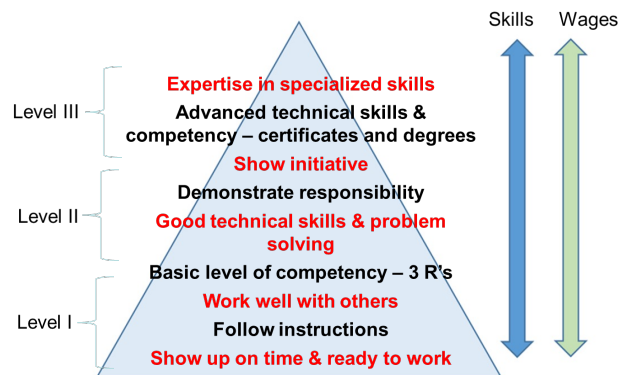 Skills
Wages
Expertise in specialized skills
Level III
Advanced technical skills &
competency – certificates and degrees
Show initiative
Demonstrate responsibility
Level II
Good technical skills & problem
solving
Basic level of competency – 3 R's
Work well with others
Level I
Follow instructions
Show up on time & ready to work